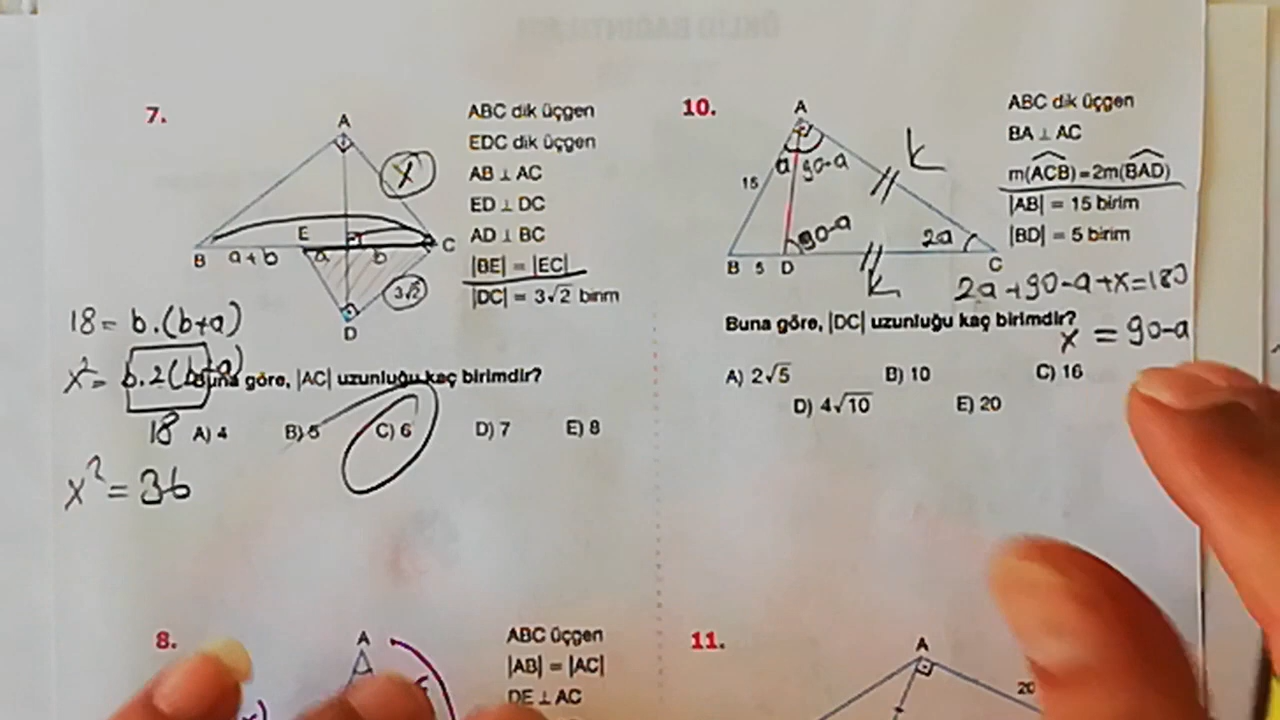 7.
A
X
B
a + b
E
a
b
C
3√2
D
ABC dik üçgen
EDC dik üçgen
AB ⊥ AC
ED ⊥ DC
AD ⊥ BC
|BE| = |EC|
|DC| = 3√2 birim
18 = b.(b+a)
x² = b.2(b+a)
18
x² = 36
göre, |AC| uzunluğu kaç birimdir?
A) 4 B) 5 C) 6 D) 7 E) 8
10.
A
15
a
90-a
k
90-a
2a
B 5 D
k
C
ABC dik üçgen
BA ⊥ AC
m(ACB) = 2m(BAD)
|AB| = 15 birim
|BD| = 5 birim
2a+90-a+x=180
x = 90-a
Buna göre, |DC| uzunluğu kaç birimdir?
A) 2√5 B) 10 C) 16
D) 4√10 E) 20
8.
A
ABC üçgen
|AB| = |AC|
DE ⊥ AC
11.
A
20